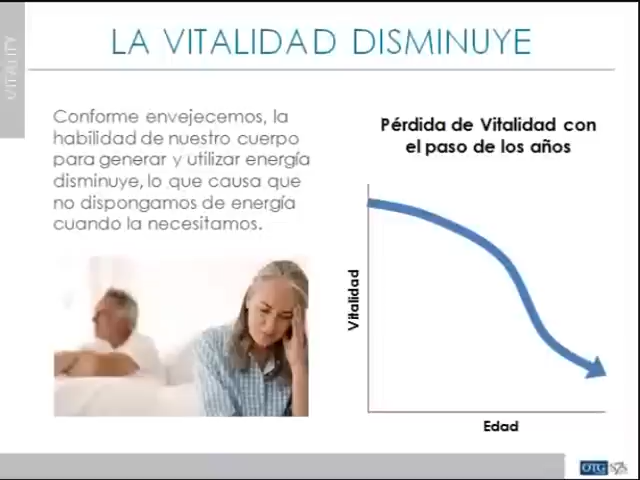 VITALITY
LA VITALIDAD DISMINUYE
Conforme envejecemos, la
habilidad de nuestro cuerpo
para generar y utilizar energía
disminuye, lo que causa que
no dispongamos de energía
cuando la necesitamos.
Pérdida de Vitalidad con
el paso de los años
Vitalidad
Edad
OTG